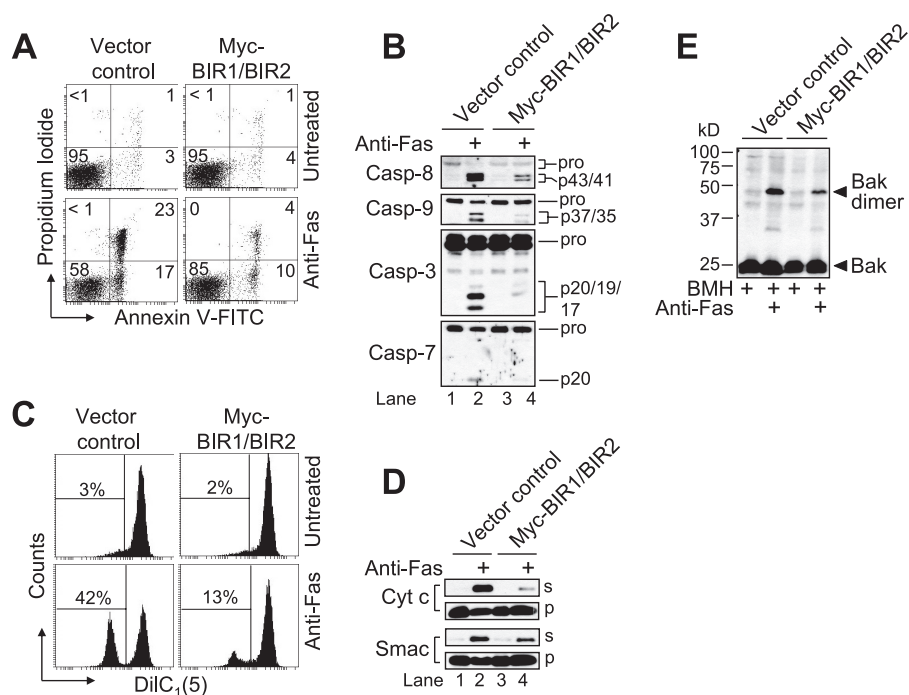 A
Vector control
Myc-BIR1/BIR2
Propidium Iodide
<1 1
95 3
1
95 4
Untreated
<1 23
58 17
0 4
85 10
Anti-Fas
Annexin V-FITC
B
Vector control
Myc-BIR1/BIR2
Anti-Fas + +
Casp-8
pro
p43/41
Casp-9
pro
p37/35
Casp-3
pro
p20/19/
17
Casp-7
pro
p20
Lane 1 2 3 4
C
Vector
control
Myc-
BIR1/BIR2
Counts
3%
2%
Untreated
42%
13%
Anti-Fas
DiIC1(5)
D
Vector control
Myc-BIR1/BIR2
Anti-Fas + +
Cyt c
s
p
Smac
s
p
Lane 1 2 3 4
E
Vector control
Myc-BIR1/BIR2
kD
100
75
50
37
25
Bak
dimer
Bak
BMH + + + +
Anti-Fas + +